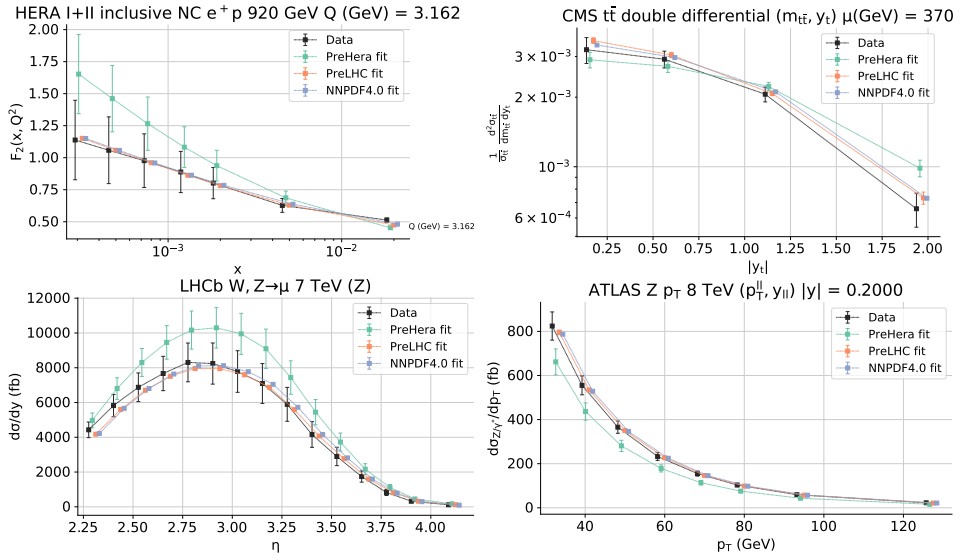 HERA I+II inclusive NC e⁺p 920 GeV Q (GeV) = 3.162
F₂(x, Q²)
2.00
1.75
1.50
1.25
1.00
0.75
0.50
Data
PreHera fit
PreLHC fit
NNPDF4.0 fit
Q (GeV) = 3.162
10⁻³
10⁻²
x
CMS tt̄ double differential (m_tt̄, y_t) μ(GeV) = 370
1/σ_tt̄ d²σ_tt̄/dm_tt̄ dy_t
3 × 10⁻³
2 × 10⁻³
10⁻³
6 × 10⁻⁴
Data
PreHera fit
PreLHC fit
NNPDF4.0 fit
0.25 0.50 0.75 1.00 1.25 1.50 1.75 2.00
|y_t|
LHCb W, Z→μ 7 TeV (Z)
dσ/dy (fb)
12000
10000
8000
6000
4000
2000
0
Data
PreHera fit
PreLHC fit
NNPDF4.0 fit
2.25 2.50 2.75 3.00 3.25 3.50 3.75 4.00
η
ATLAS Z p_T 8 TeV (p_T^ll, y_ll) |y| = 0.2000
dσ_Z/γ*/dp_T (fb)
800
600
400
200
0
Data
PreHera fit
PreLHC fit
NNPDF4.0 fit
40 60 80 100 120
p_T (GeV)